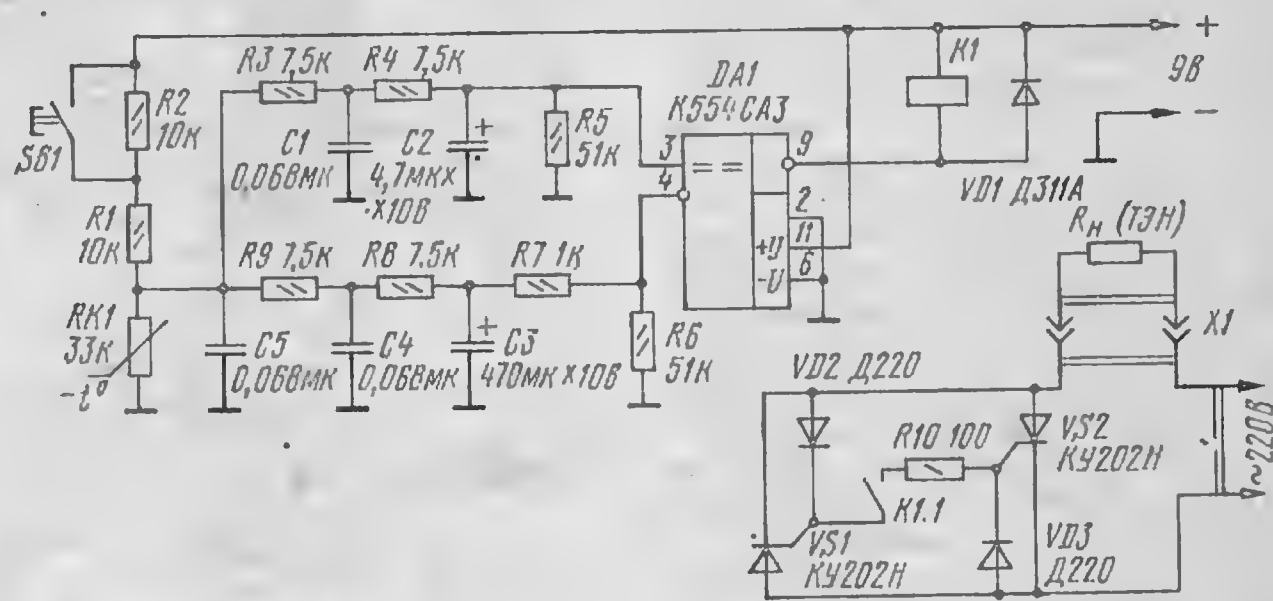 R3 7,5к
R4 7,5к
K1
+
9В
–
DA1
К554СА3
R2
10к
SB1
C1
0,068мк
C2
4,7мк×
×10В
+
R5
51к
3
4
==
9
2
11
6
+U
-U
VD1 Д311А
Rн (ТЭН)
R1
10к
R9 7,5к
R8 7,5к
R7 1к
RK1
33к
-t°
C5
0,068мк
C4
0,068мк
+
C3
470мк×10В
R6
51к
X1
VD2 Д220
R10 100
VS2
КУ202Н
~220В
K1.1
VS1
КУ202Н
VD3
Д220